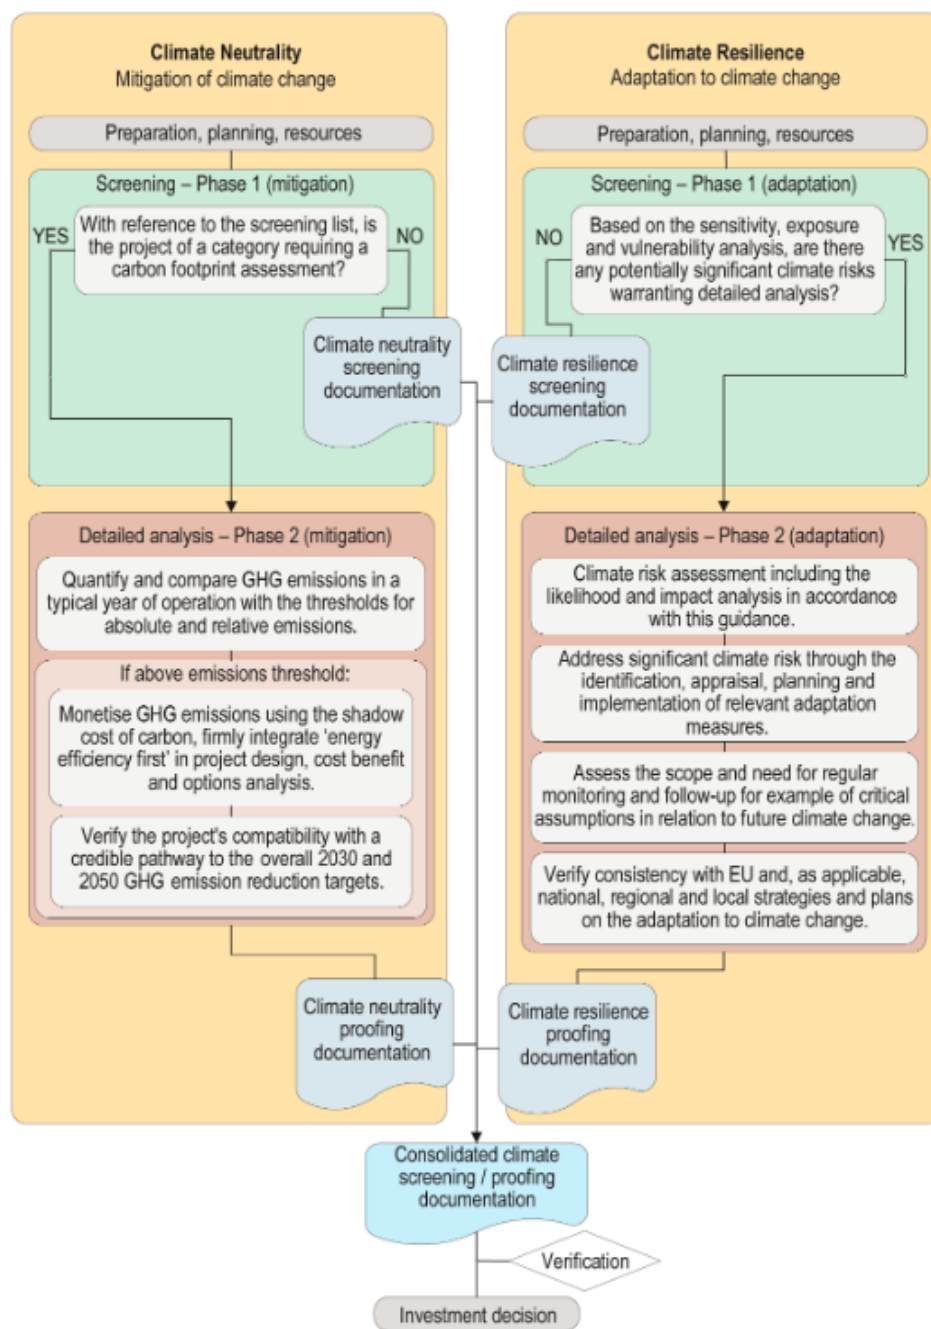 Climate Neutrality
Mitigation of climate change
Preparation, planning, resources
Screening – Phase 1 (mitigation)
With reference to the screening list, is
the project of a category requiring a
carbon footprint assessment?
YES
NO
Climate neutrality
screening
documentation
Detailed analysis – Phase 2 (mitigation)
Quantify and compare GHG emissions in a
typical year of operation with the thresholds for
absolute and relative emissions.
If above emissions threshold:
Monetise GHG emissions using the shadow
cost of carbon, firmly integrate ‘energy
efficiency first’ in project design, cost benefit
and options analysis.
Verify the project's compatibility with a
credible pathway to the overall 2030 and
2050 GHG emission reduction targets.
Climate neutrality
proofing
documentation
Climate Resilience
Adaptation to climate change
Preparation, planning, resources
Screening – Phase 1 (adaptation)
Based on the sensitivity, exposure
and vulnerability analysis, are there
any potentially significant climate risks
warranting detailed analysis?
NO
YES
Climate resilience
screening
documentation
Detailed analysis – Phase 2 (adaptation)
Climate risk assessment including the
likelihood and impact analysis in accordance
with this guidance.
Address significant climate risk through the
identification, appraisal, planning and
implementation of relevant adaptation
measures.
Assess the scope and need for regular
monitoring and follow-up for example of critical
assumptions in relation to future climate change.
Verify consistency with EU and, as applicable,
national, regional and local strategies and plans
on the adaptation to climate change.
Climate resilience
proofing
documentation
Consolidated climate
screening / proofing
documentation
Verification
Investment decision